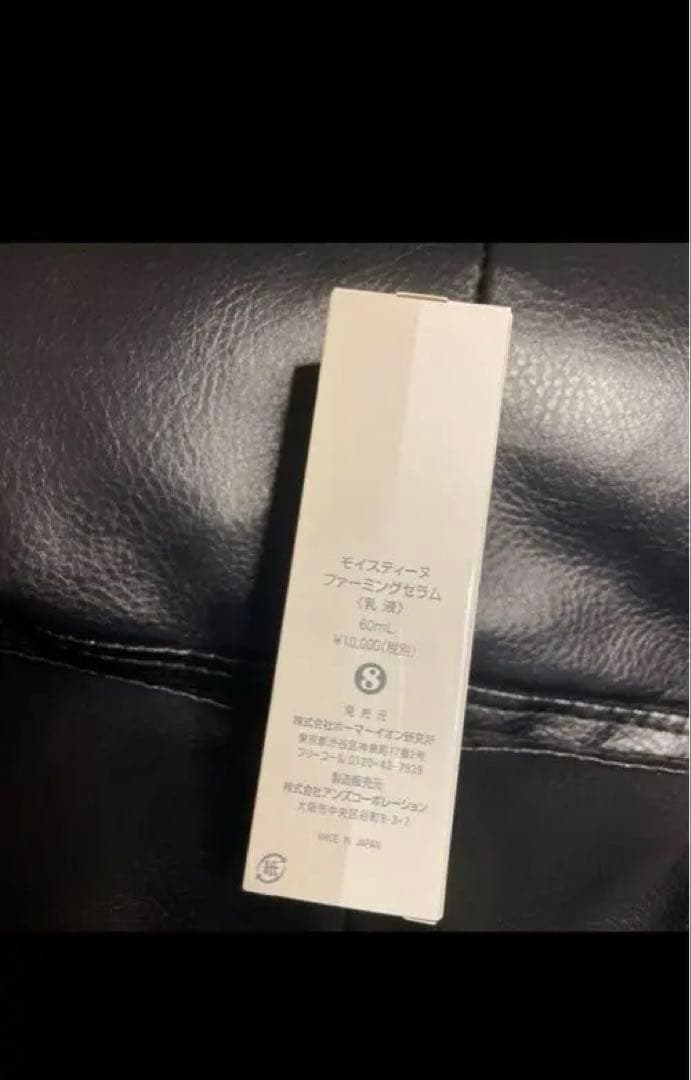 モイスティーヌ
ファーミングセラム
〈乳 液〉
60mL
¥10,000(税別)
8
発 売 元
株式会社ホーマーイオン研究所
東京都渋谷区神泉町17番2号
フリーコール 0120-43-7939
製造販売元
株式会社アンズコーポレーション
大阪市中央区谷町9-3-1
MADE IN JAPAN
紙